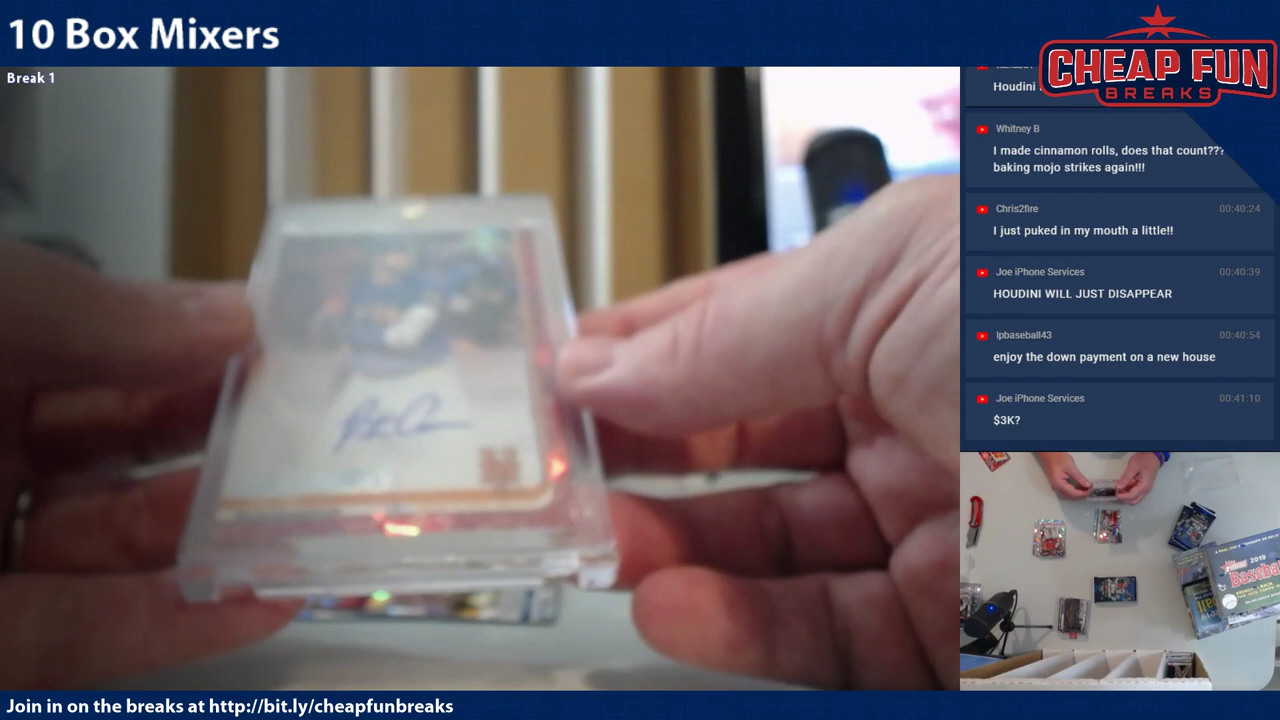 10 Box Mixers
Break 1
CHEAP FUN
BREAKS
Houdini
Whitney B
I made cinnamon rolls, does that count???
baking mojo strikes again!!!
Chris2fire 00:40:24
I just puked in my mouth a little!!
Joe iPhone Services 00:40:39
HOUDINI WILL JUST DISAPPEAR
lpbaseball43 00:40:54
enjoy the down payment on a new house
Joe iPhone Services 00:41:10
$3K?
2019
Baseba
Join in on the breaks at http://bit.ly/cheapfunbreaks